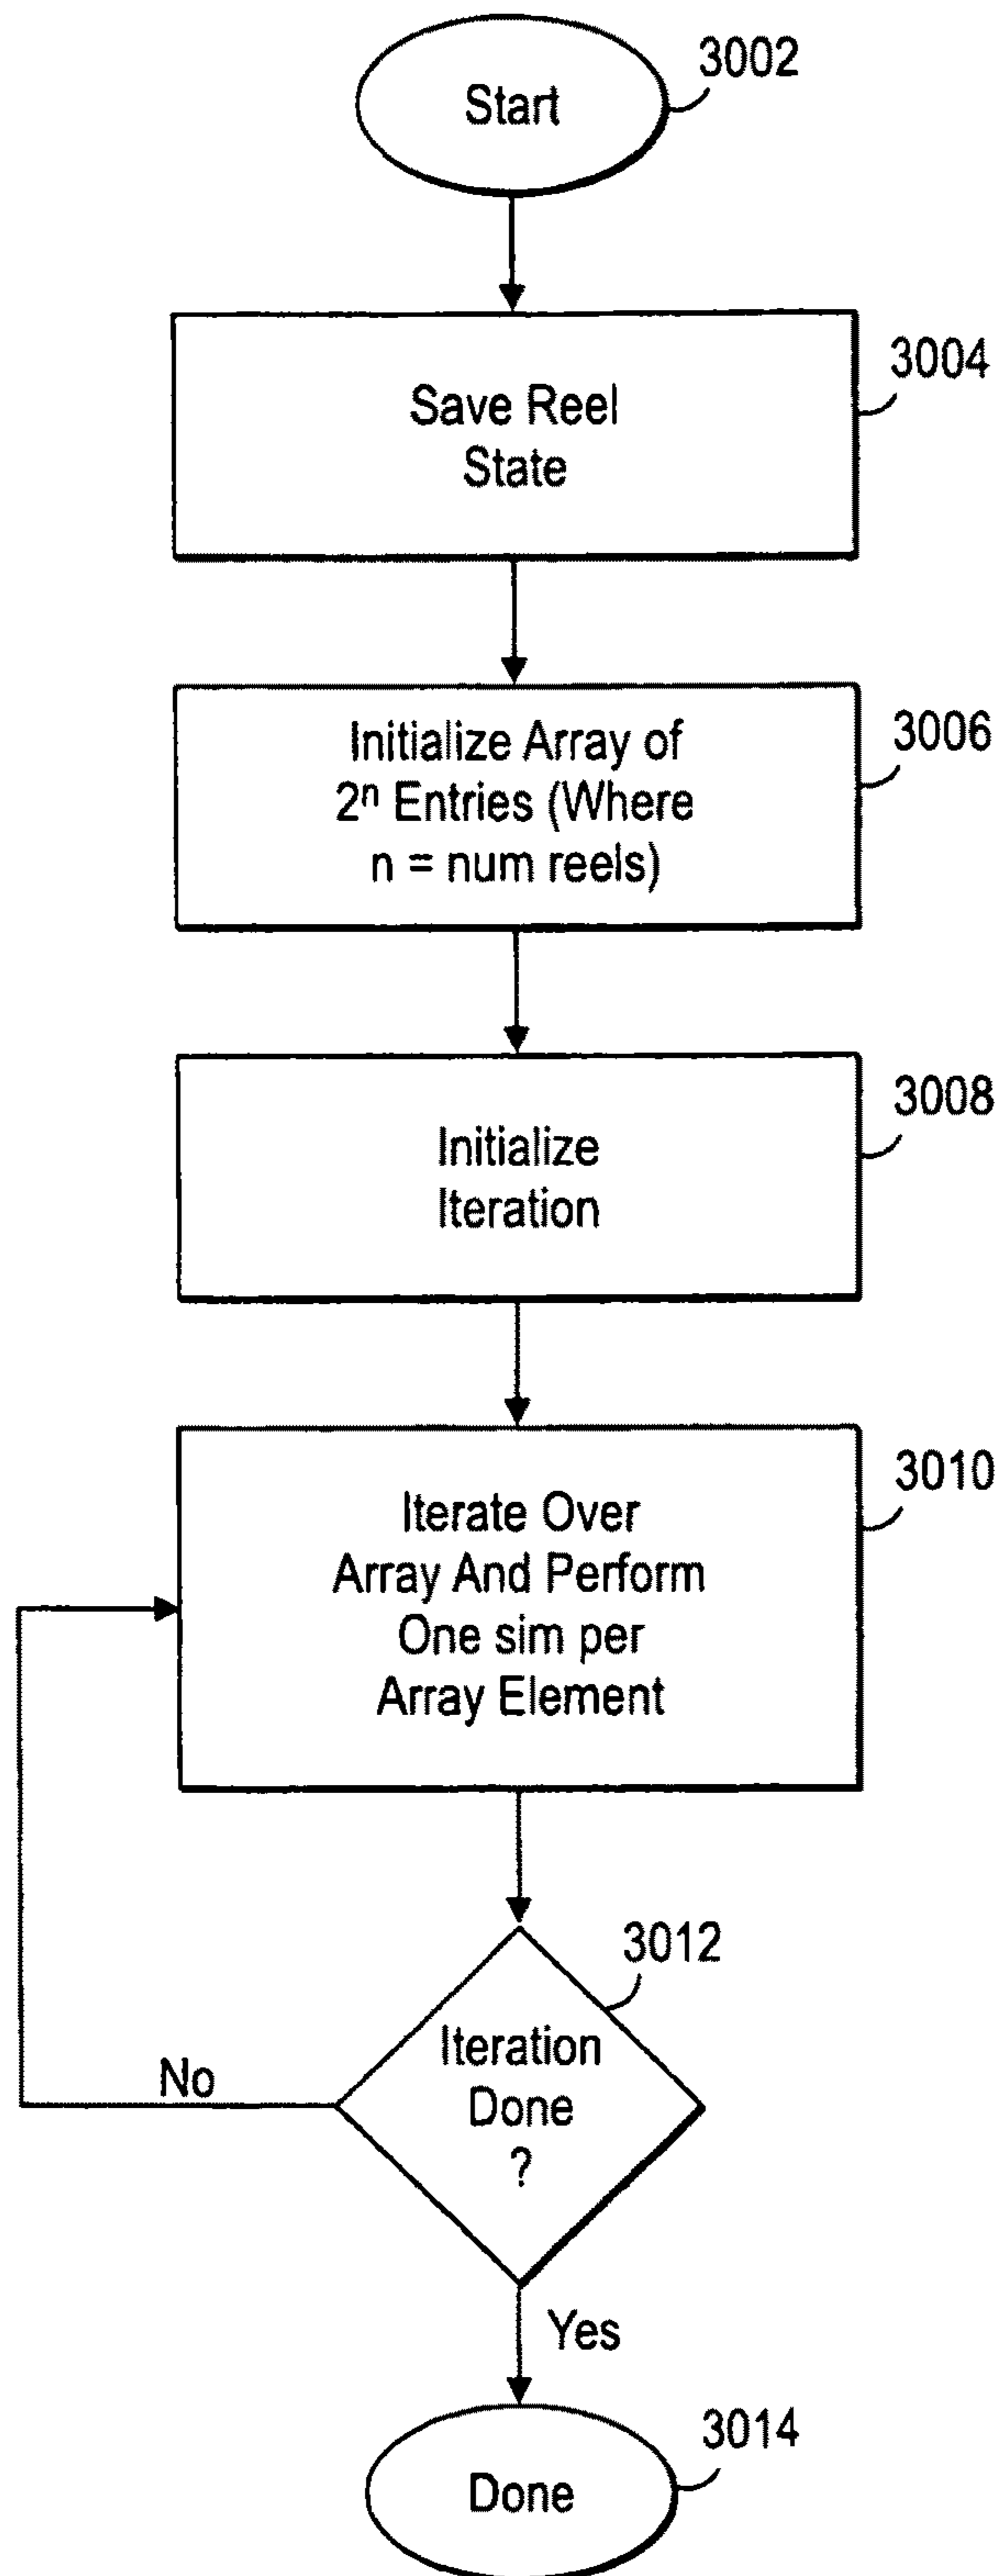 Start
3002
Save Reel
State
3004
Initialize Array of
2ⁿ Entries (Where
n = num reels)
3006
Initialize
Iteration
3008
Iterate Over
Array And Perform
One sim per
Array Element
3010
Iteration
Done
?
3012
No
Yes
Done
3014